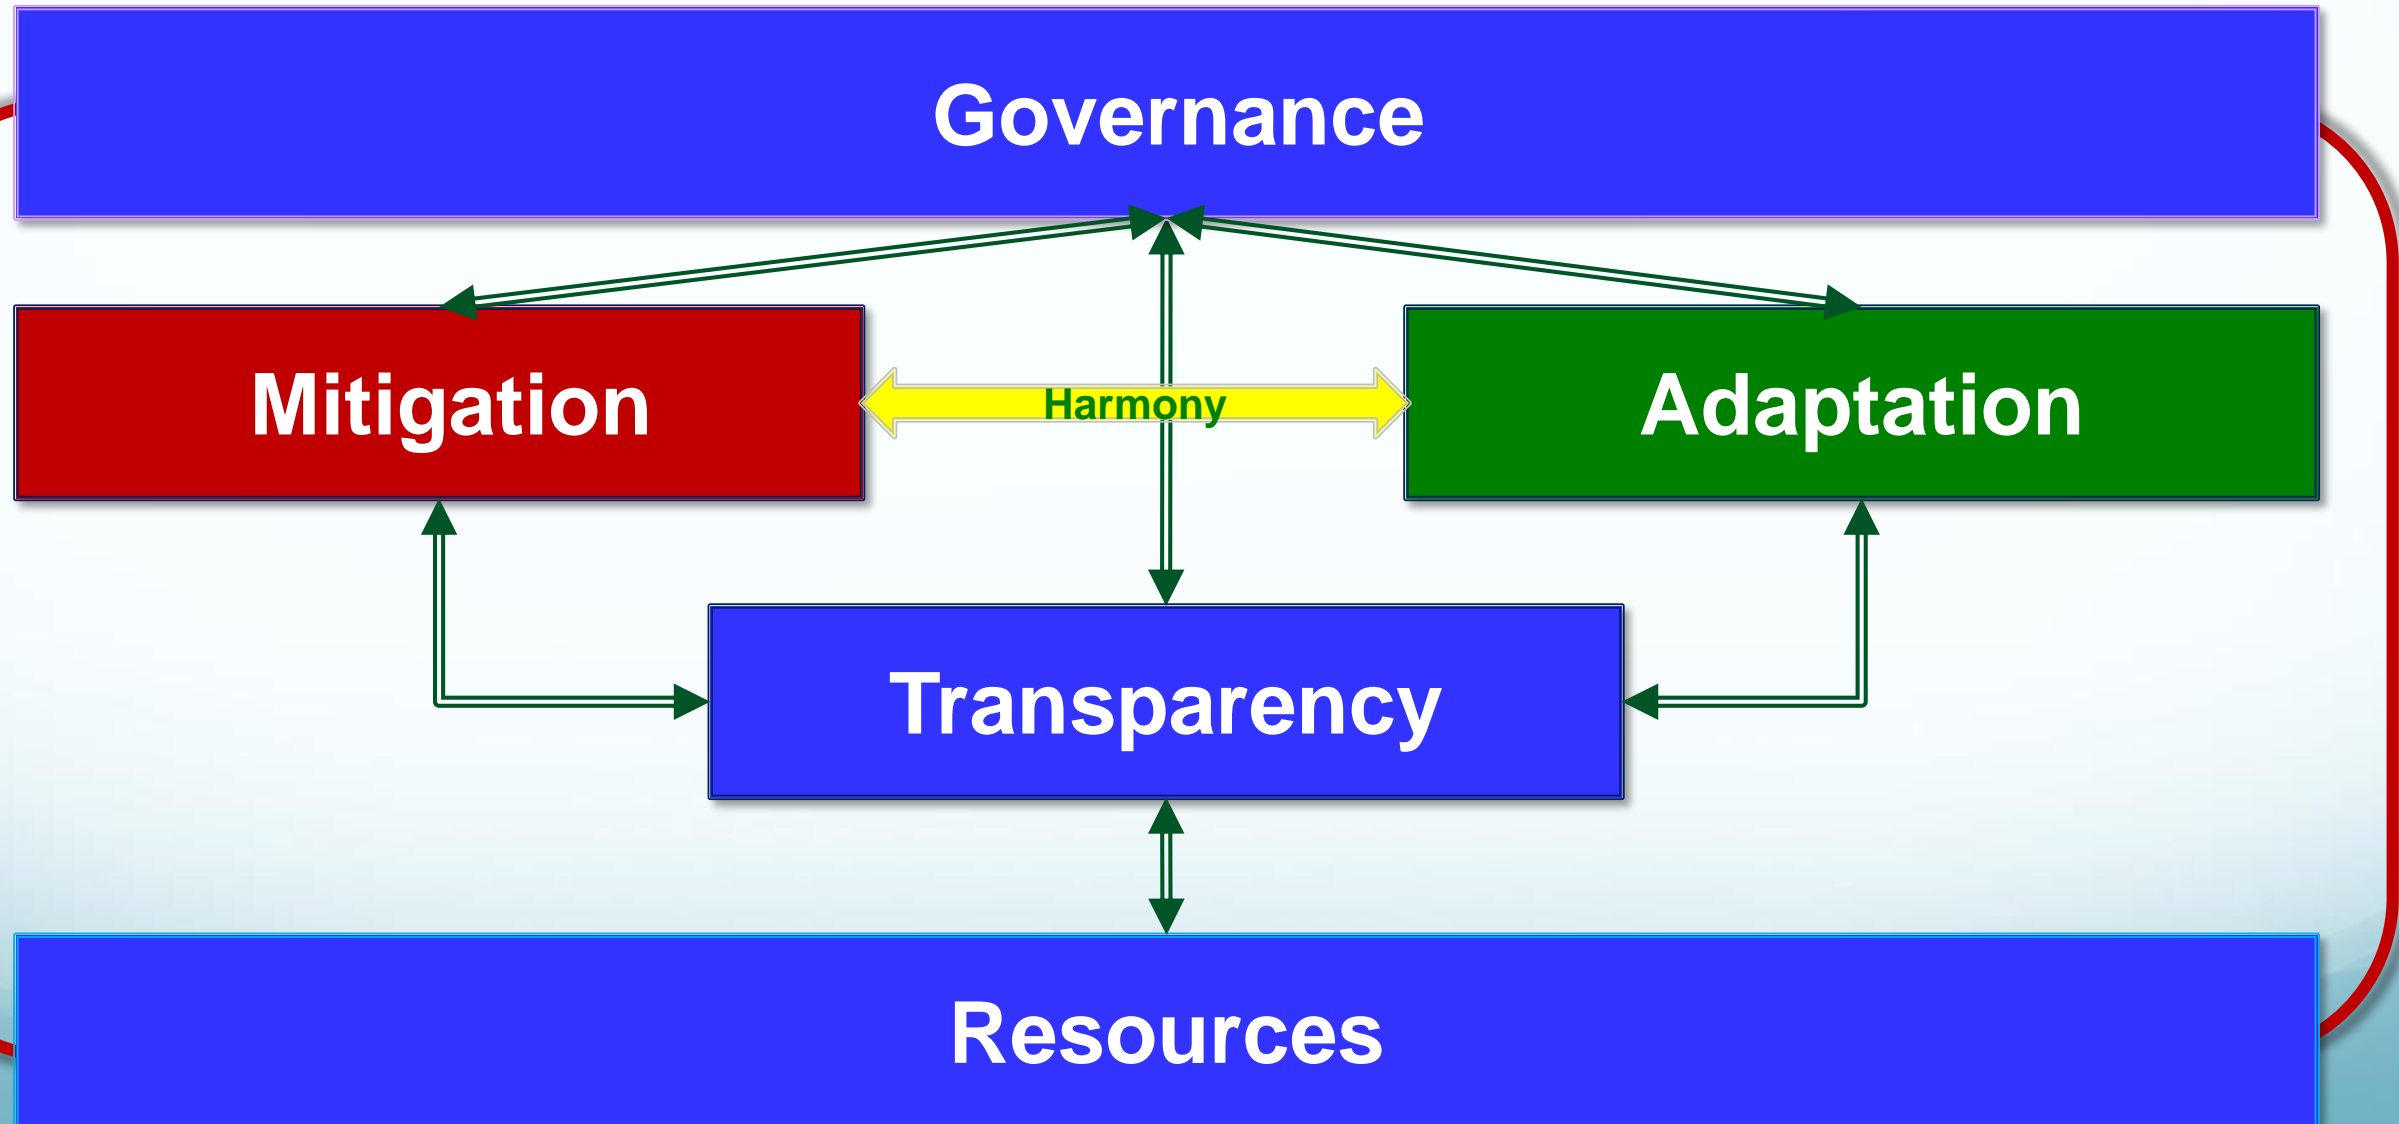 Governance
Mitigation
Harmony
Adaptation
Transparency
Resources